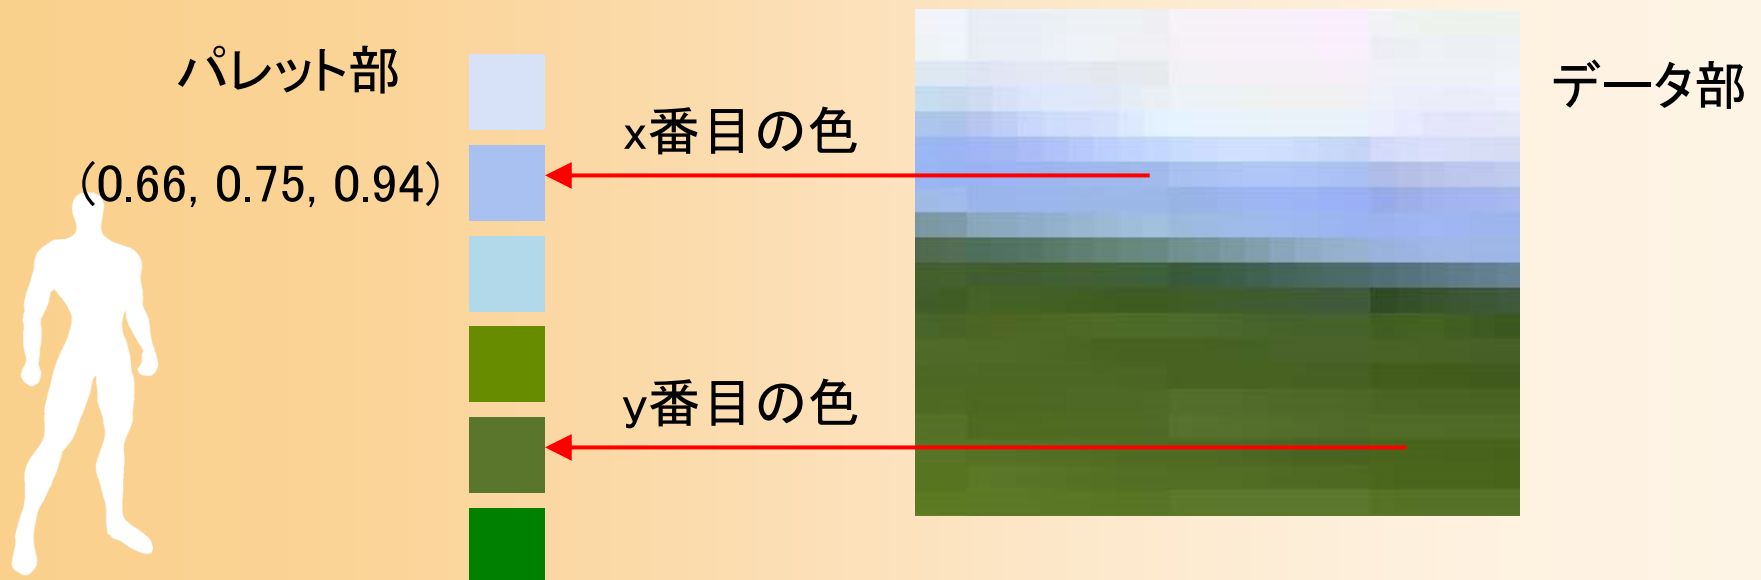 パレット部
データ部
x番目の色
(0.66, 0.75, 0.94)
y番目の色